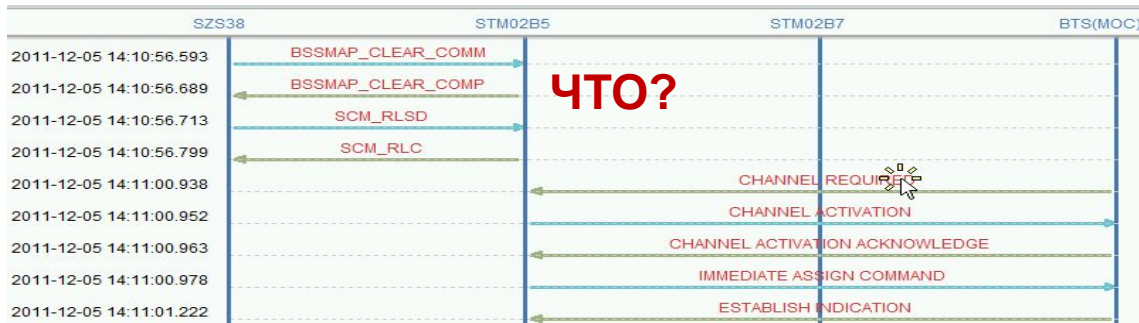 SZS38 STM02B5 STM02B7 BTS(MOC)
2011-12-05 14:10:56.593 BSSMAP_CLEAR_COMM
ЧТО?
2011-12-05 14:10:56.689 BSSMAP_CLEAR_COMP
2011-12-05 14:10:56.713 SCM_RLSD
2011-12-05 14:10:56.799 SCM_RLC
2011-12-05 14:11:00.938 CHANNEL REQUIRED
2011-12-05 14:11:00.952 CHANNEL ACTIVATION
2011-12-05 14:11:00.963 CHANNEL ACTIVATION ACKNOWLEDGE
2011-12-05 14:11:00.978 IMMEDIATE ASSIGN COMMAND
2011-12-05 14:11:01.222 ESTABLISH INDICATION